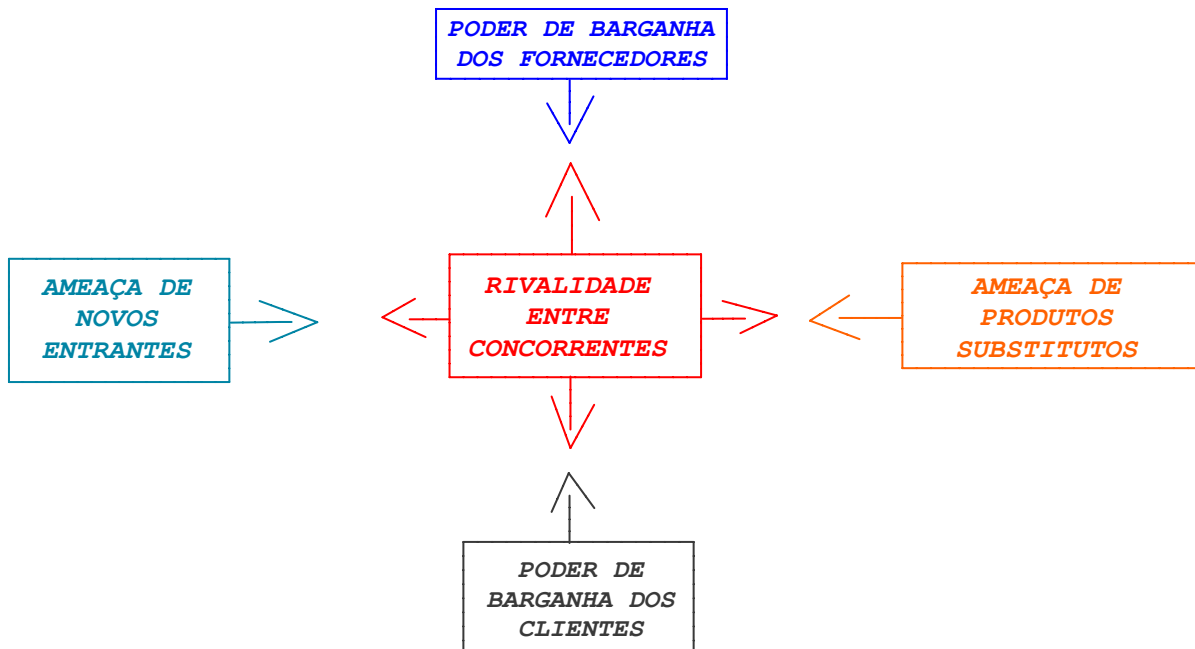 PODER DE BARGANHA
DOS FORNECEDORES
AMEAÇA DE
NOVOS
ENTRANTES
RIVALIDADE
ENTRE
CONCORRENTES
AMEAÇA DE
PRODUTOS
SUBSTITUTOS
PODER DE
BARGANHA DOS
CLIENTES